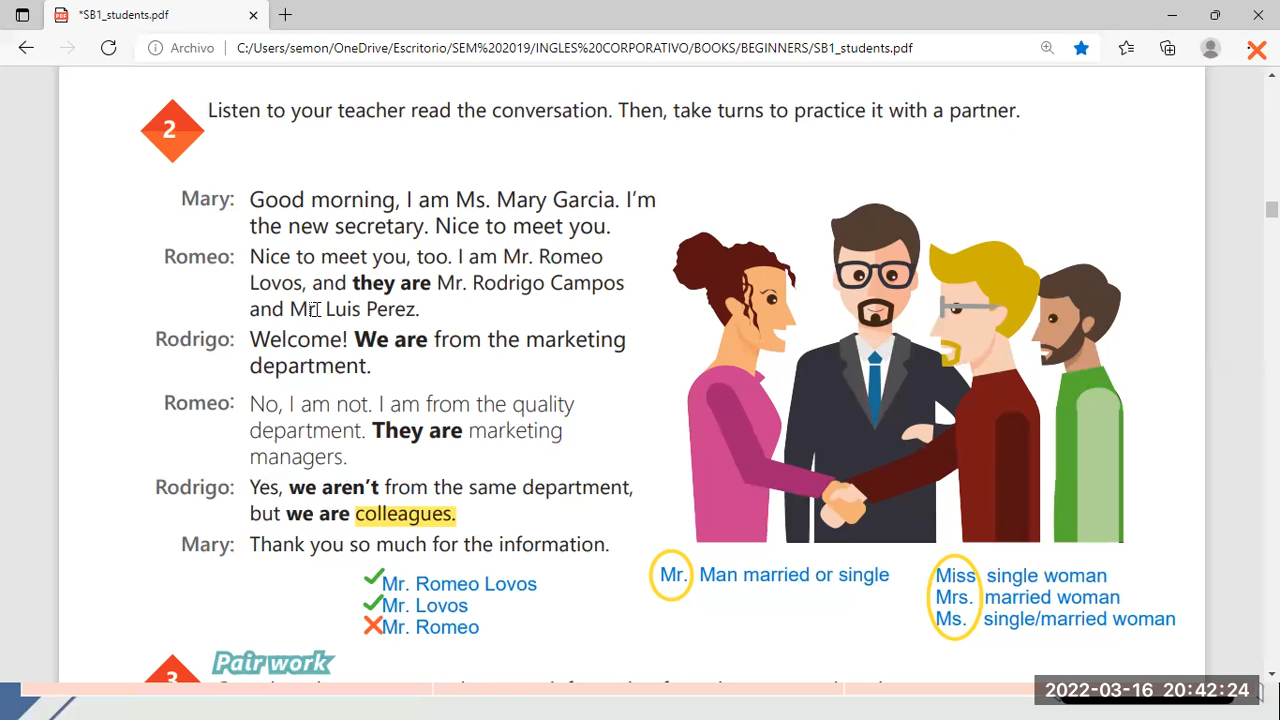 *SB1_students.pdf
Archivo
C:/Users/semon/OneDrive/Escritorio/SEM%202019/INGLES%20CORPORATIVO/BOOKS/BEGINNERS/SB1_students.pdf
2
Listen to your teacher read the conversation. Then, take turns to practice it with a partner.
Mary: Good morning, I am Ms. Mary Garcia. I'm
the new secretary. Nice to meet you.
Romeo: Nice to meet you, too. I am Mr. Romeo
Lovos, and they are Mr. Rodrigo Campos
and Mr. Luis Perez.
Rodrigo: Welcome! We are from the marketing
department.
Romeo: No, I am not. I am from the quality
department. They are marketing
managers.
Rodrigo: Yes, we aren't from the same department,
but we are colleagues.
Mary: Thank you so much for the information.
Mr. Romeo Lovos
Mr. Lovos
Mr. Romeo
Mr. Man married or single
Miss single woman
Mrs. married woman
Ms. single/married woman
3
Pair work
2022-03-16 20:42:24